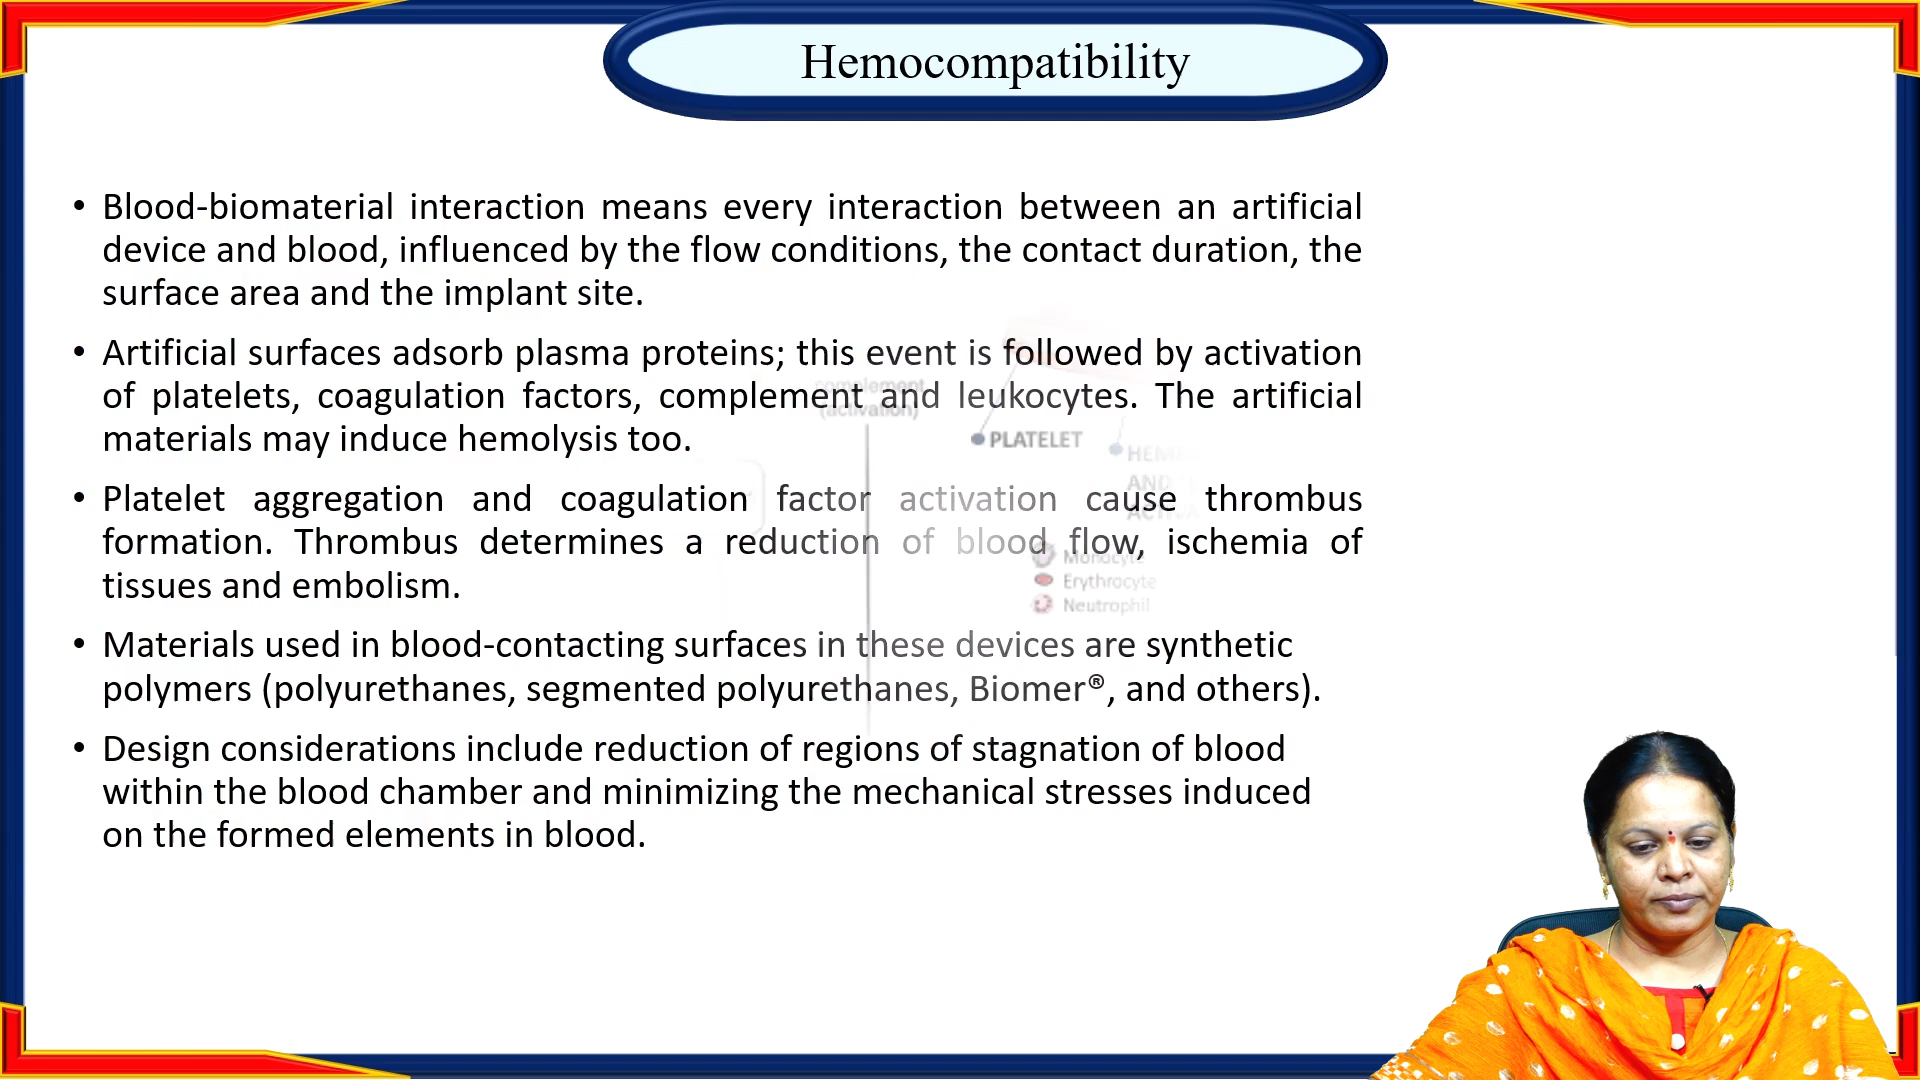 Hemocompatibility
• Blood-biomaterial interaction means every interaction between an artificial
device and blood, influenced by the flow conditions, the contact duration, the
surface area and the implant site.
• Artificial surfaces adsorb plasma proteins; this event is followed by activation
of platelets, coagulation factors, complement and leukocytes. The artificial
materials may induce hemolysis too.
• Platelet aggregation and coagulation factor activation cause thrombus
formation. Thrombus determines a reduction of blood flow, ischemia of
tissues and embolism.
• Materials used in blood-contacting surfaces in these devices are synthetic
polymers (polyurethanes, segmented polyurethanes, Biomer®, and others).
• Design considerations include reduction of regions of stagnation of blood
within the blood chamber and minimizing the mechanical stresses induced
on the formed elements in blood.
complement
(activation)
PLATELET
AND
Monocyte
Erythrocyte
Neutrophil